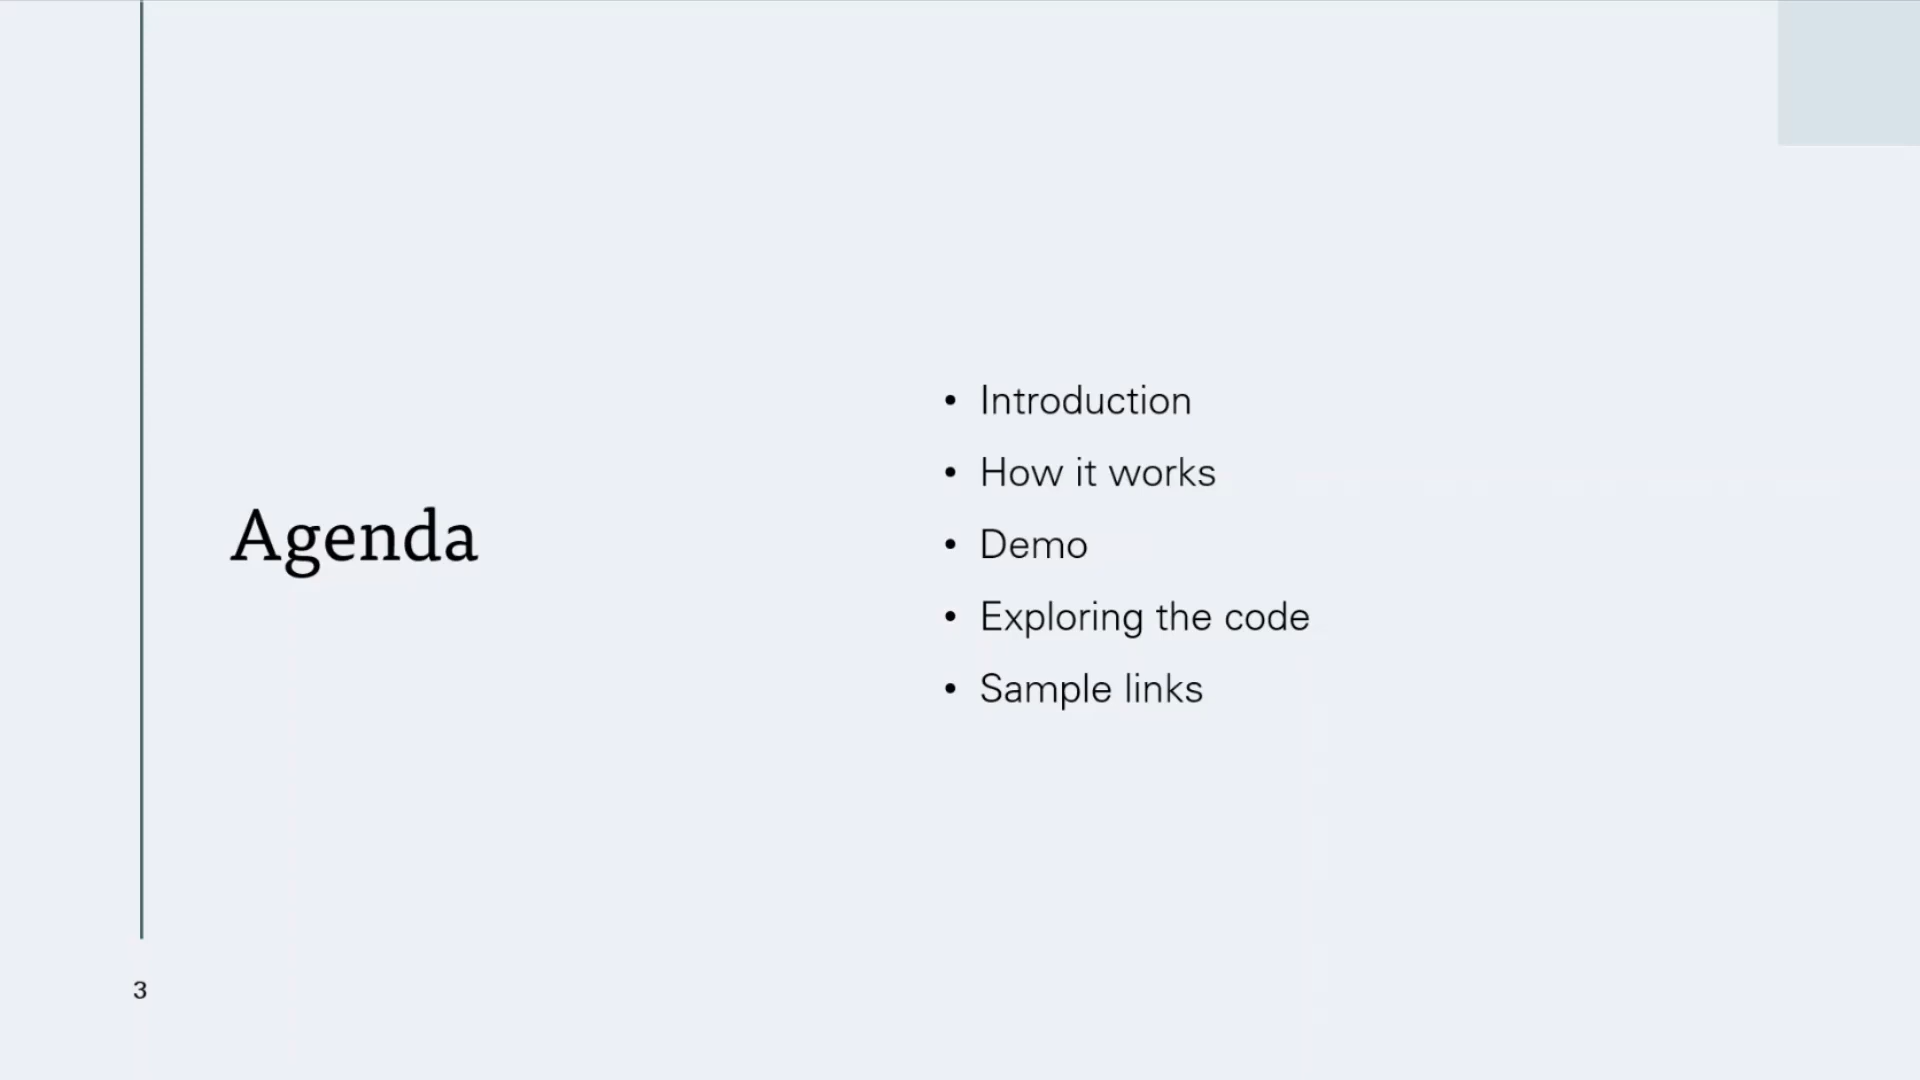 Agenda
• Introduction
• How it works
• Demo
• Exploring the code
• Sample links
3